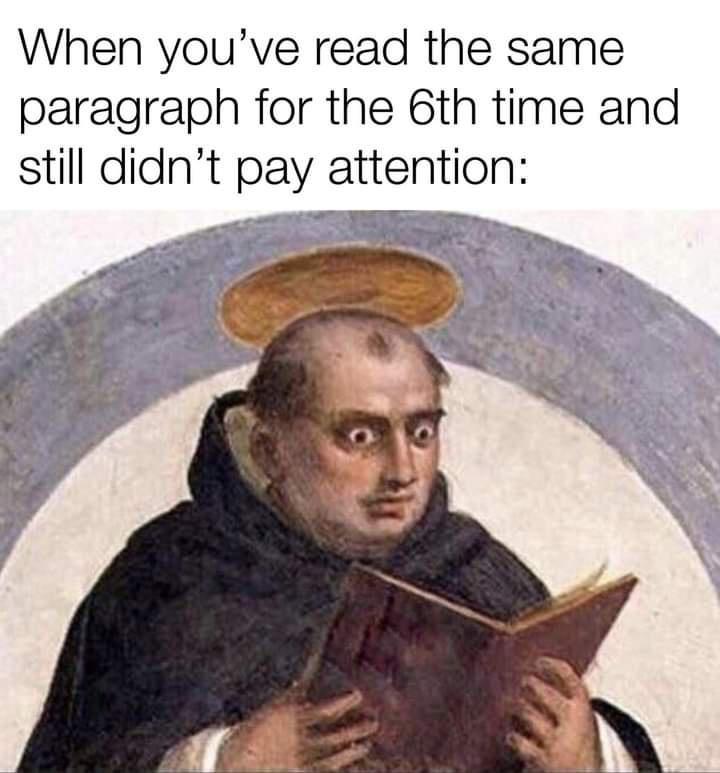 When you’ve read the same
paragraph for the 6th time and
still didn’t pay attention: